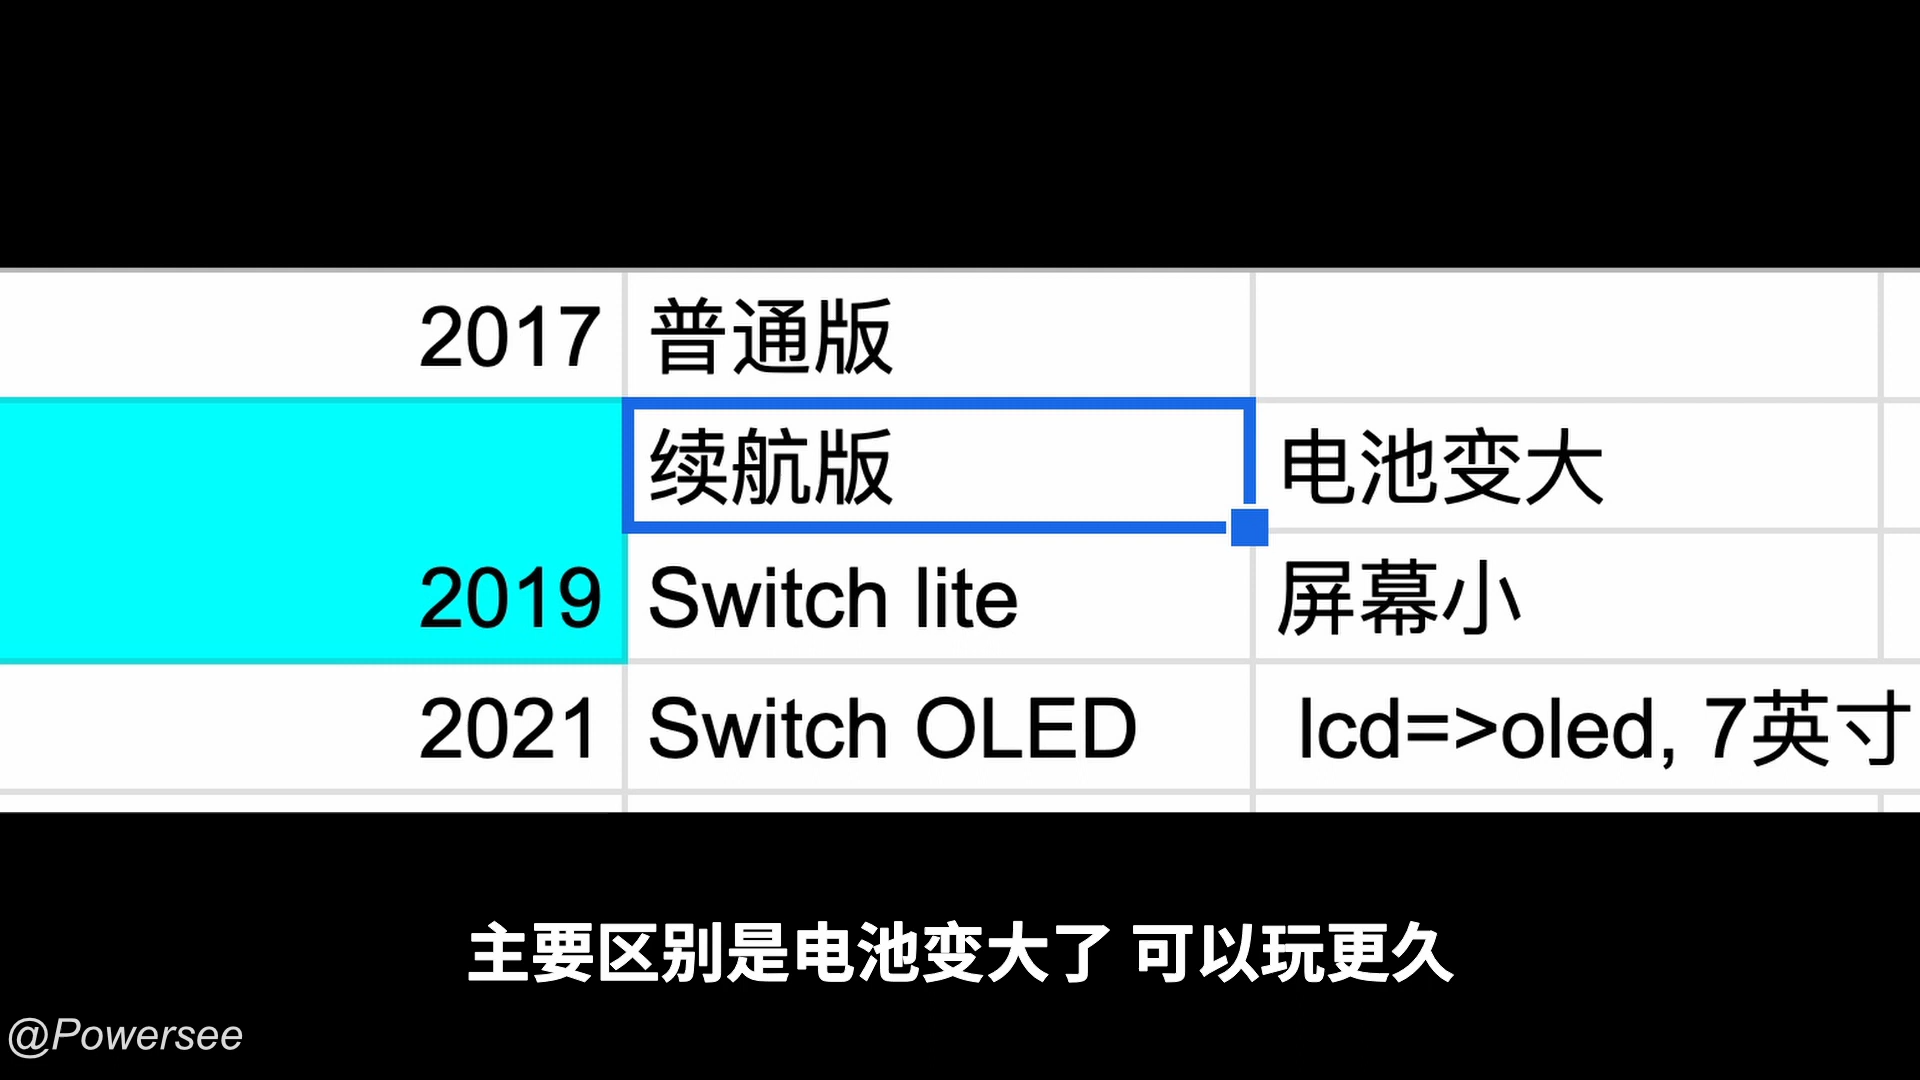 2017 普通版
续航版 电池变大
2019 Switch lite 屏幕小
2021 Switch OLED lcd=>oled, 7英寸
主要区别是电池变大了 可以玩更久
@Powersee